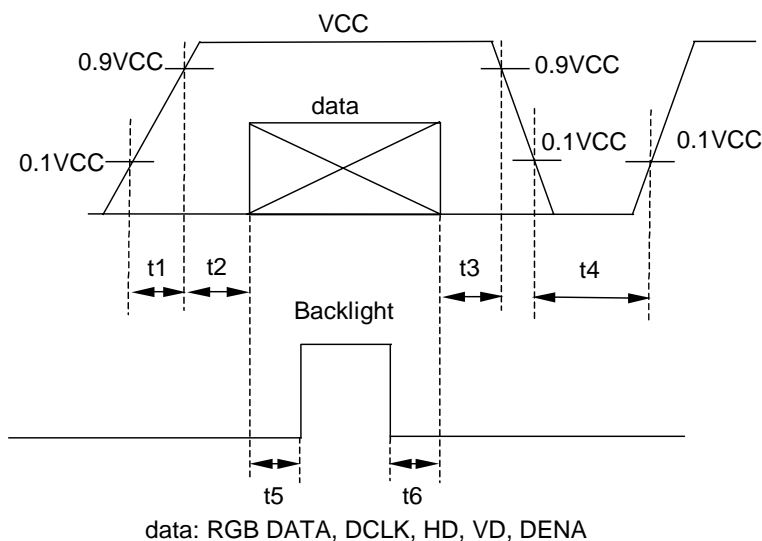 VCC
0.9VCC
0.9VCC
data
0.1VCC
0.1VCC
0.1VCC
t1
t2
t3
t4
Backlight
t5
t6
data: RGB DATA, DCLK, HD, VD, DENA